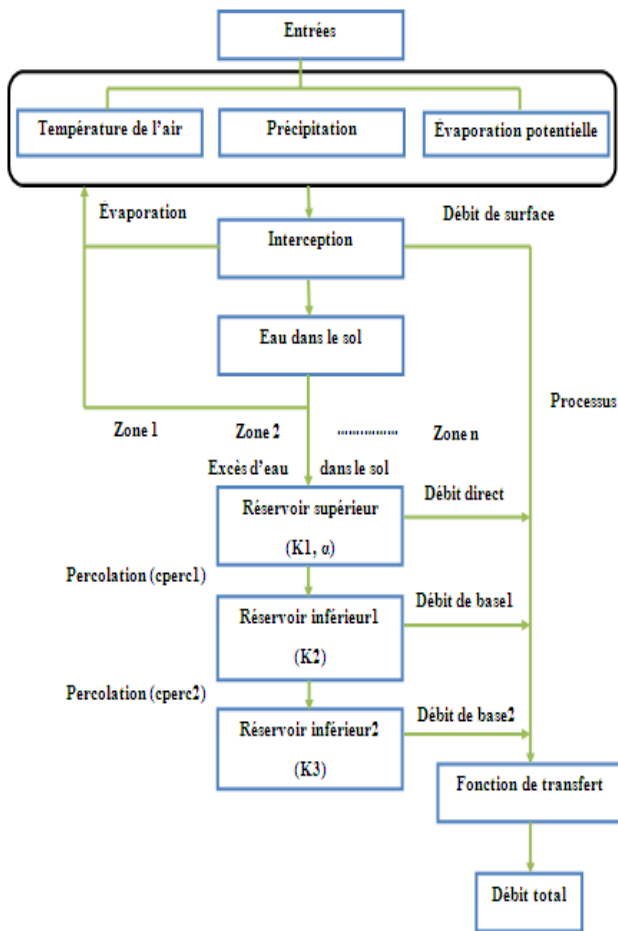 Entrées
Température de l'air
Précipitation
Évaporation potentielle
Évaporation
Débit de surface
Interception
Eau dans le sol
Processus
Zone 1
Zone 2
................
Zone n
Excès d'eau dans le sol
Réservoir supérieur
(K1, α)
Débit direct
Percolation (cperc1)
Réservoir inférieur1
(K2)
Débit de base1
Percolation (cperc2)
Réservoir inférieur2
(K3)
Débit de base2
Fonction de transfert
Débit total